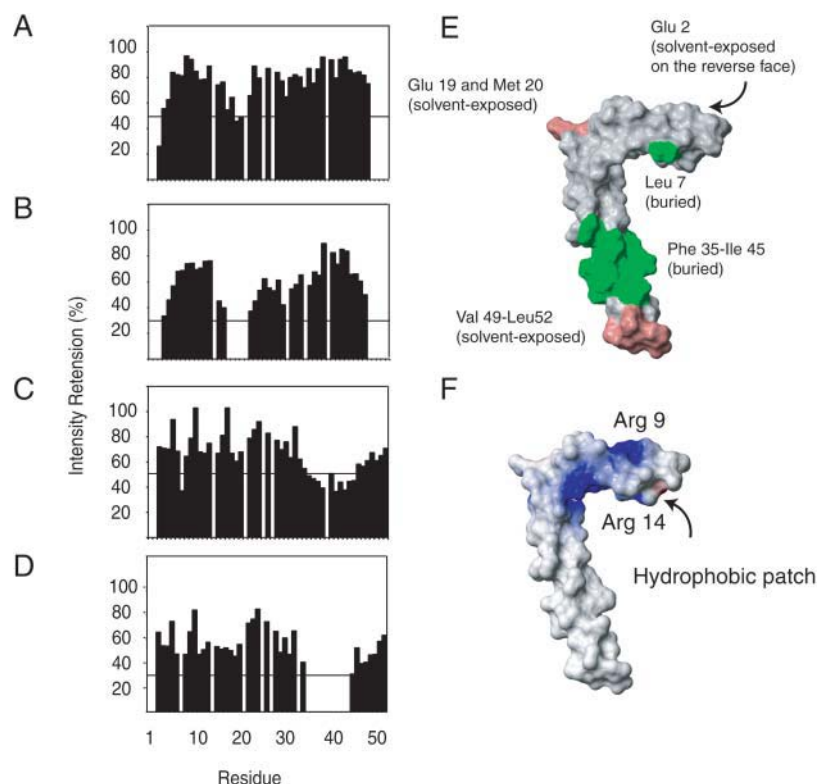 A
100
80
60
40
20
B
100
80
60
40
20
C
100
80
60
40
20
D
100
80
60
40
20
1 10 20 30 40 50
Residue
Intensity Retension (%)
E
Glu 2
(solvent-exposed
on the reverse face)
Glu 19 and Met 20
(solvent-exposed)
Leu 7
(buried)
Phe 35-Ile 45
(buried)
Val 49-Leu52
(solvent-exposed)
F
Arg 9
Arg 14
Hydrophobic patch